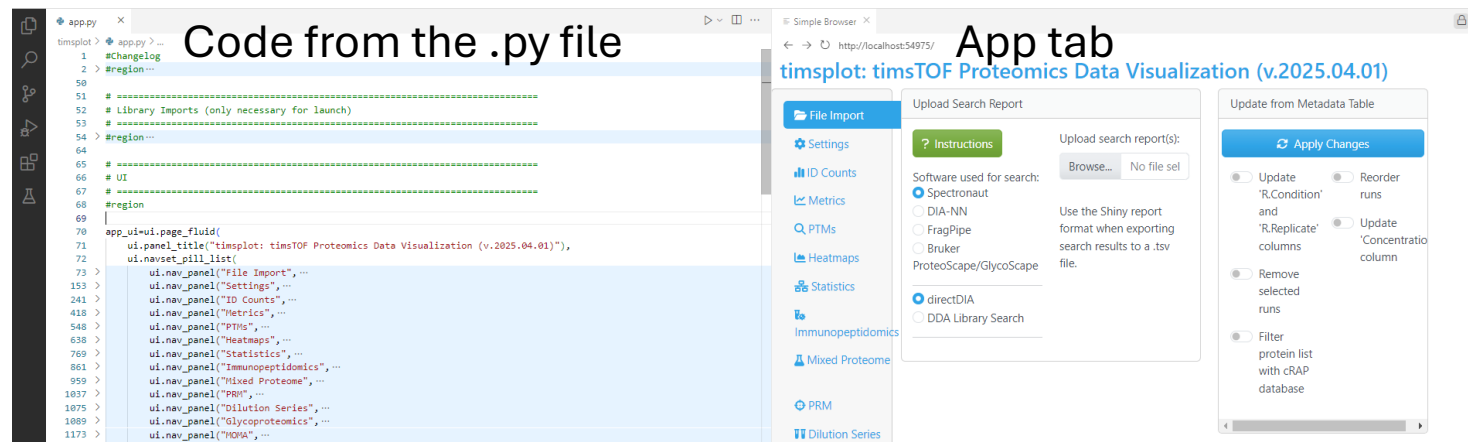 app.py
timsplot > app.py > ...
Code from the .py file
1 #Changelog
2 > #region···
50
51 # ==============================================================================
52 # Library Imports (only necessary for launch)
53 # ==============================================================================
54 > #region···
64
65 # ==============================================================================
66 # UI
67 # ==============================================================================
68 #region
69
70 app_ui=ui.page_fluid(
71 ui.panel_title("timsplot: timsTOF Proteomics Data Visualization (v.2025.04.01)"),
72 ui.navset_pill_list(
73 > ui.nav_panel("File Import",···
153 > ui.nav_panel("Settings",···
241 > ui.nav_panel("ID Counts",···
418 > ui.nav_panel("Metrics",···
548 > ui.nav_panel("PTMs",···
638 > ui.nav_panel("Heatmaps",···
769 > ui.nav_panel("Statistics",···
861 > ui.nav_panel("Immunopeptidomics",···
959 > ui.nav_panel("Mixed Proteome",···
1037 > ui.nav_panel("PRM",···
1075 > ui.nav_panel("Dilution Series",···
1089 > ui.nav_panel("Glycoproteomics",···
1173 > ui.nav_panel("MOMA",···
Simple Browser
http://localhost:54975/
App tab
timsplot: timsTOF Proteomics Data Visualization (v.2025.04.01)
File Import
Settings
ID Counts
Metrics
PTMs
Heatmaps
Statistics
Immunopeptidomics
Mixed Proteome
PRM
Dilution Series
Upload Search Report
? Instructions
Software used for search:
Spectronaut
DIA-NN
FragPipe
Bruker
ProteoScape/GlycoScape
directDIA
DDA Library Search
Upload search report(s):
Browse... No file sel
Use the Shiny report
format when exporting
search results to a .tsv
file.
Update from Metadata Table
Apply Changes
Update
'R.Condition'
and
'R.Replicate'
columns
Remove
selected
runs
Filter
protein list
with cRAP
database
Reorder
runs
Update
'Concentratio
column